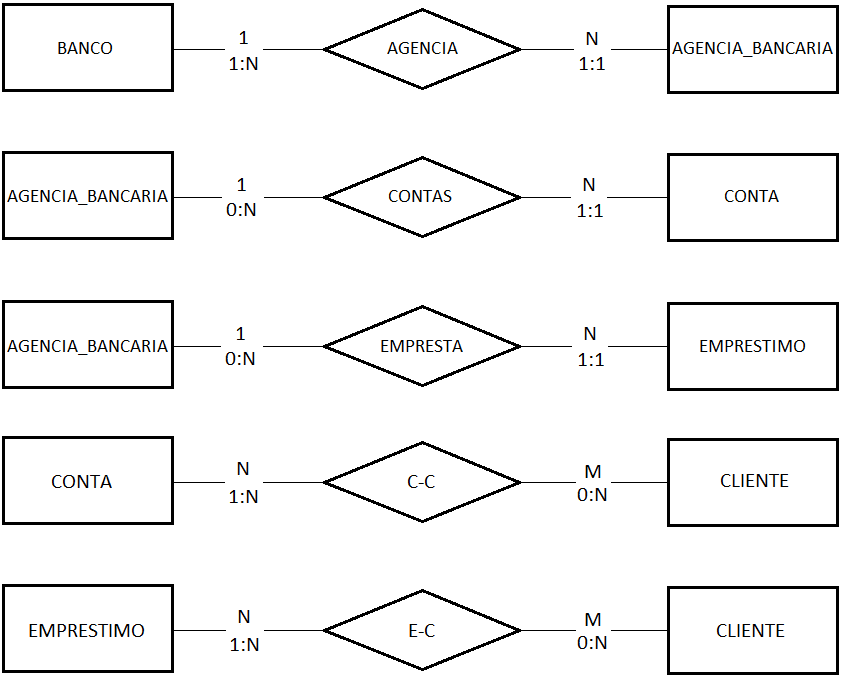 BANCO 1 AGENCIA N AGENCIA_BANCARIA
1:N 1:1
AGENCIA_BANCARIA 1 CONTAS N CONTA
0:N 1:1
AGENCIA_BANCARIA 1 EMPRESTA N EMPRESTIMO
0:N 1:1
CONTA N C-C M CLIENTE
1:N 0:N
EMPRESTIMO N E-C M CLIENTE
1:N 0:N